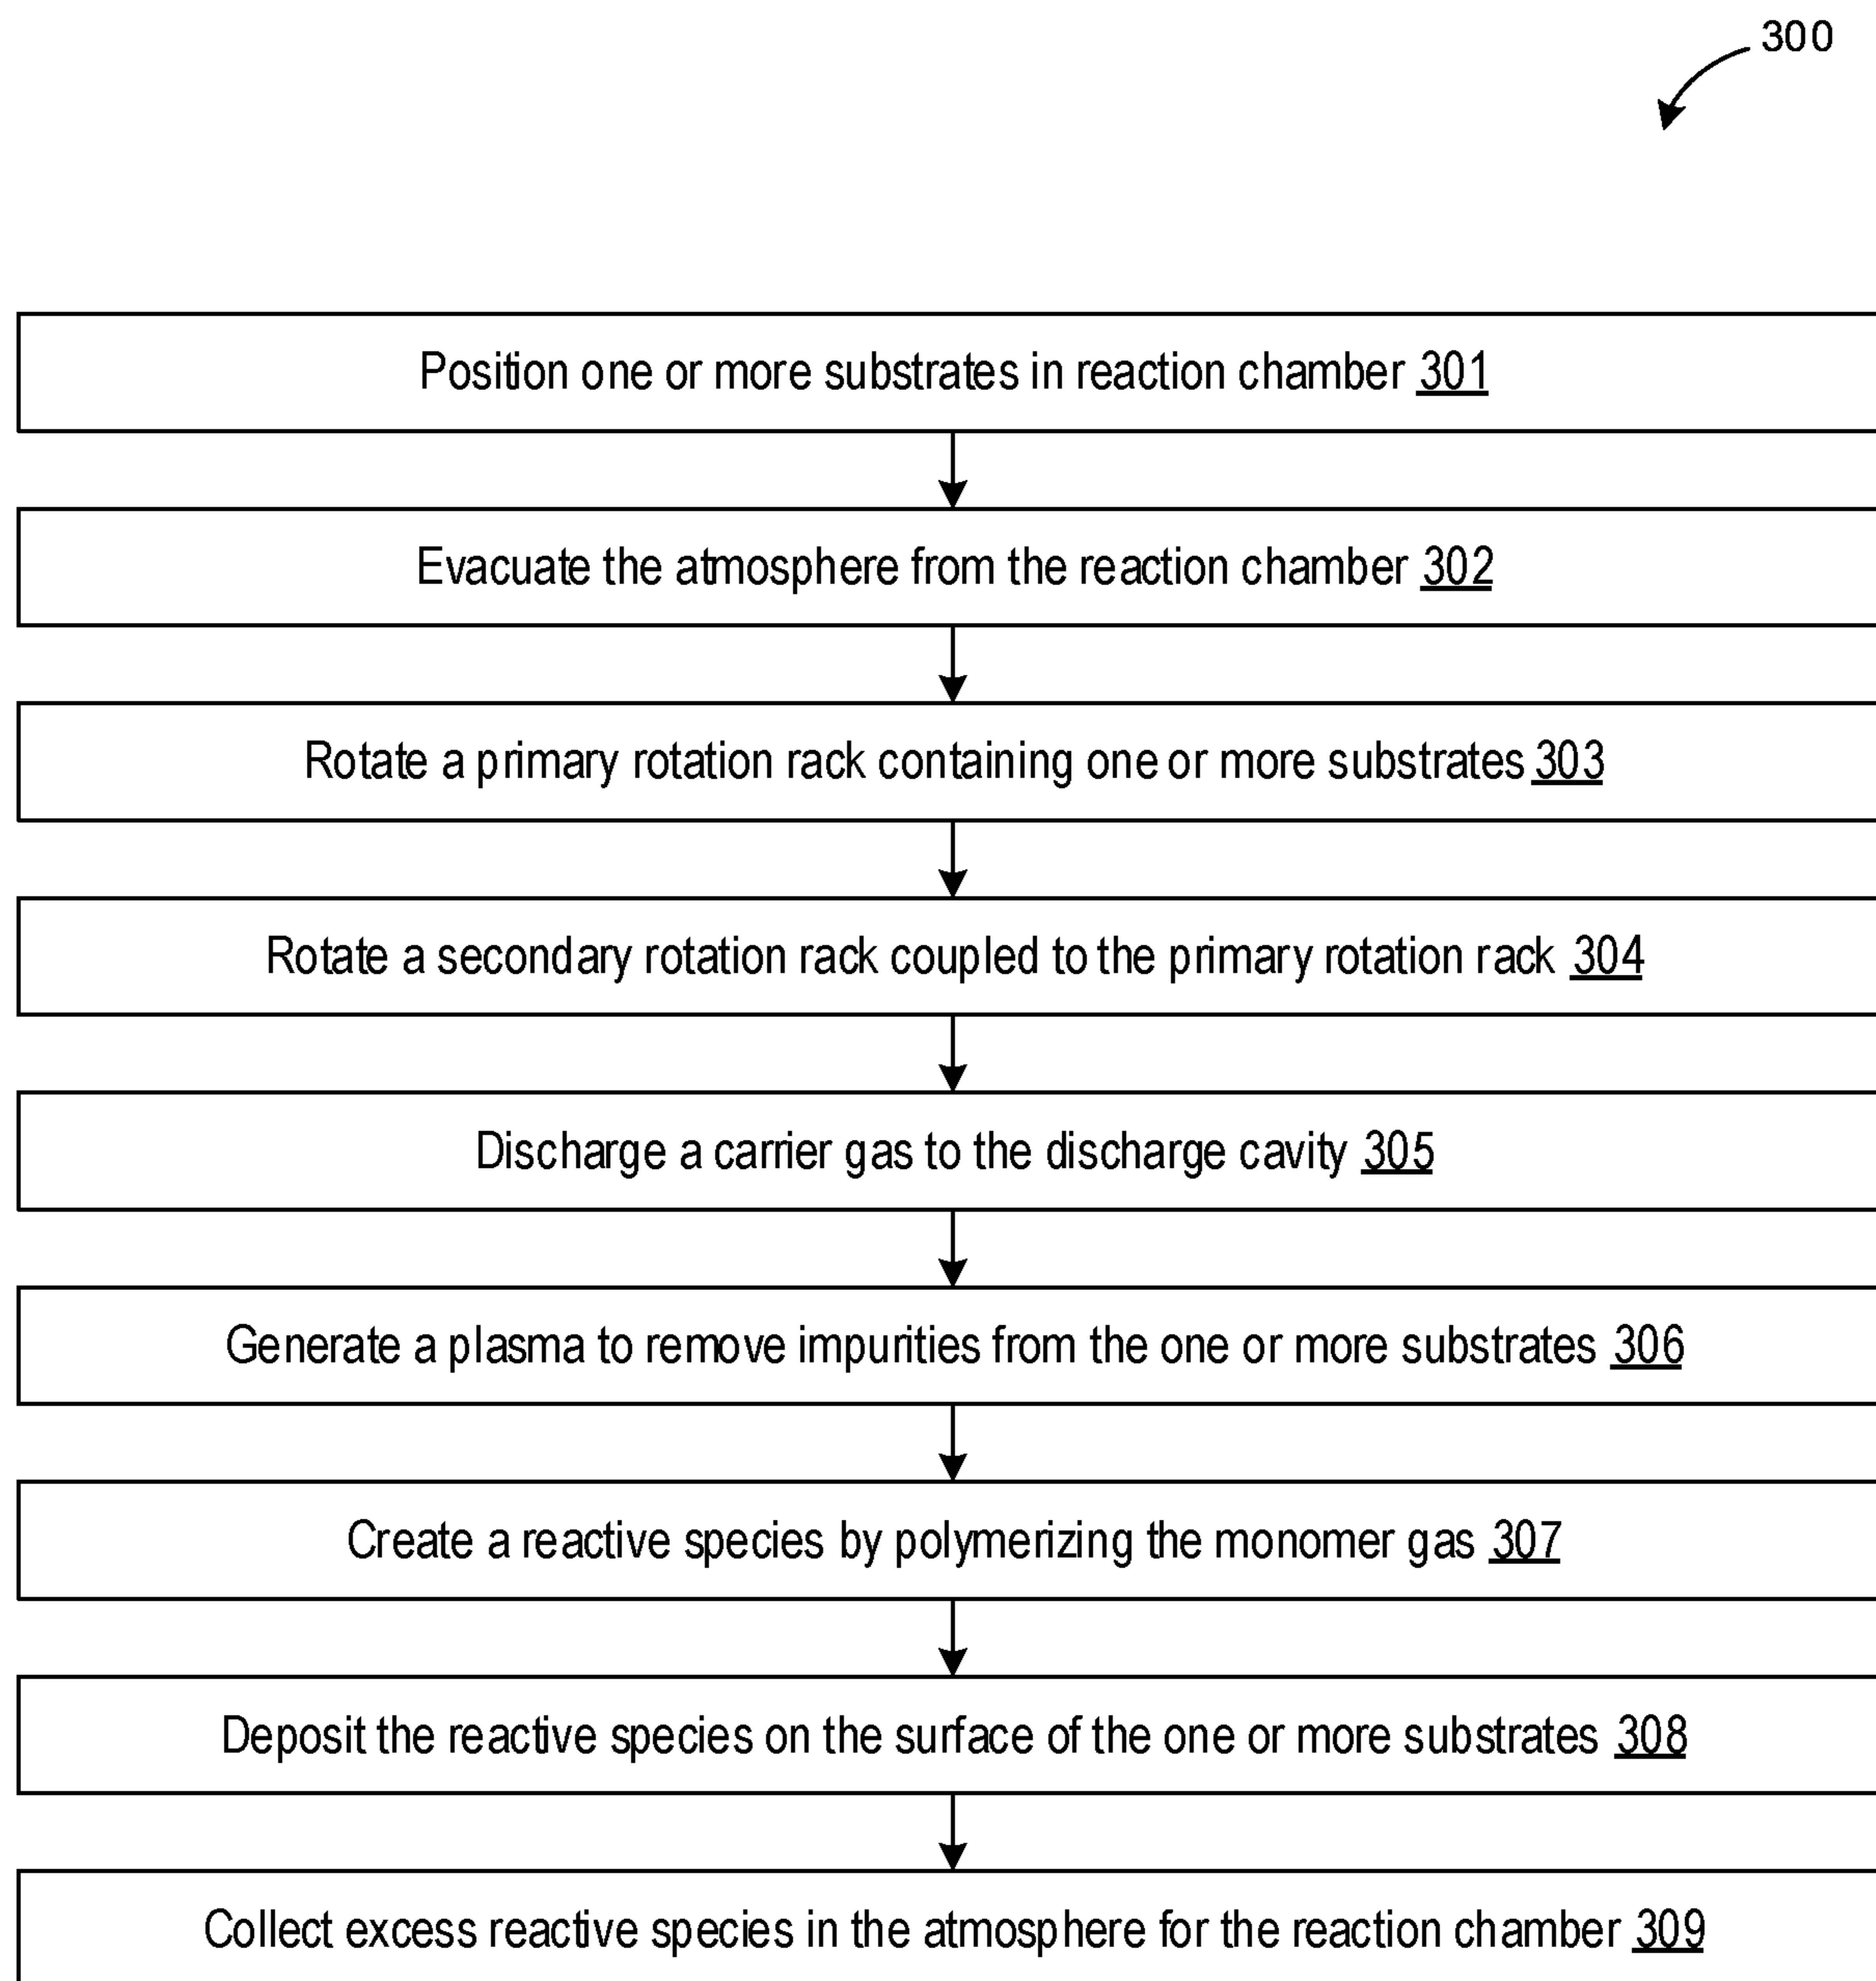 300
Position one or more substrates in reaction chamber 301
Evacuate the atmosphere from the reaction chamber 302
Rotate a primary rotation rack containing one or more substrates 303
Rotate a secondary rotation rack coupled to the primary rotation rack 304
Discharge a carrier gas to the discharge cavity 305
Generate a plasma to remove impurities from the one or more substrates 306
Create a reactive species by polymerizing the monomer gas 307
Deposit the reactive species on the surface of the one or more substrates 308
Collect excess reactive species in the atmosphere for the reaction chamber 309